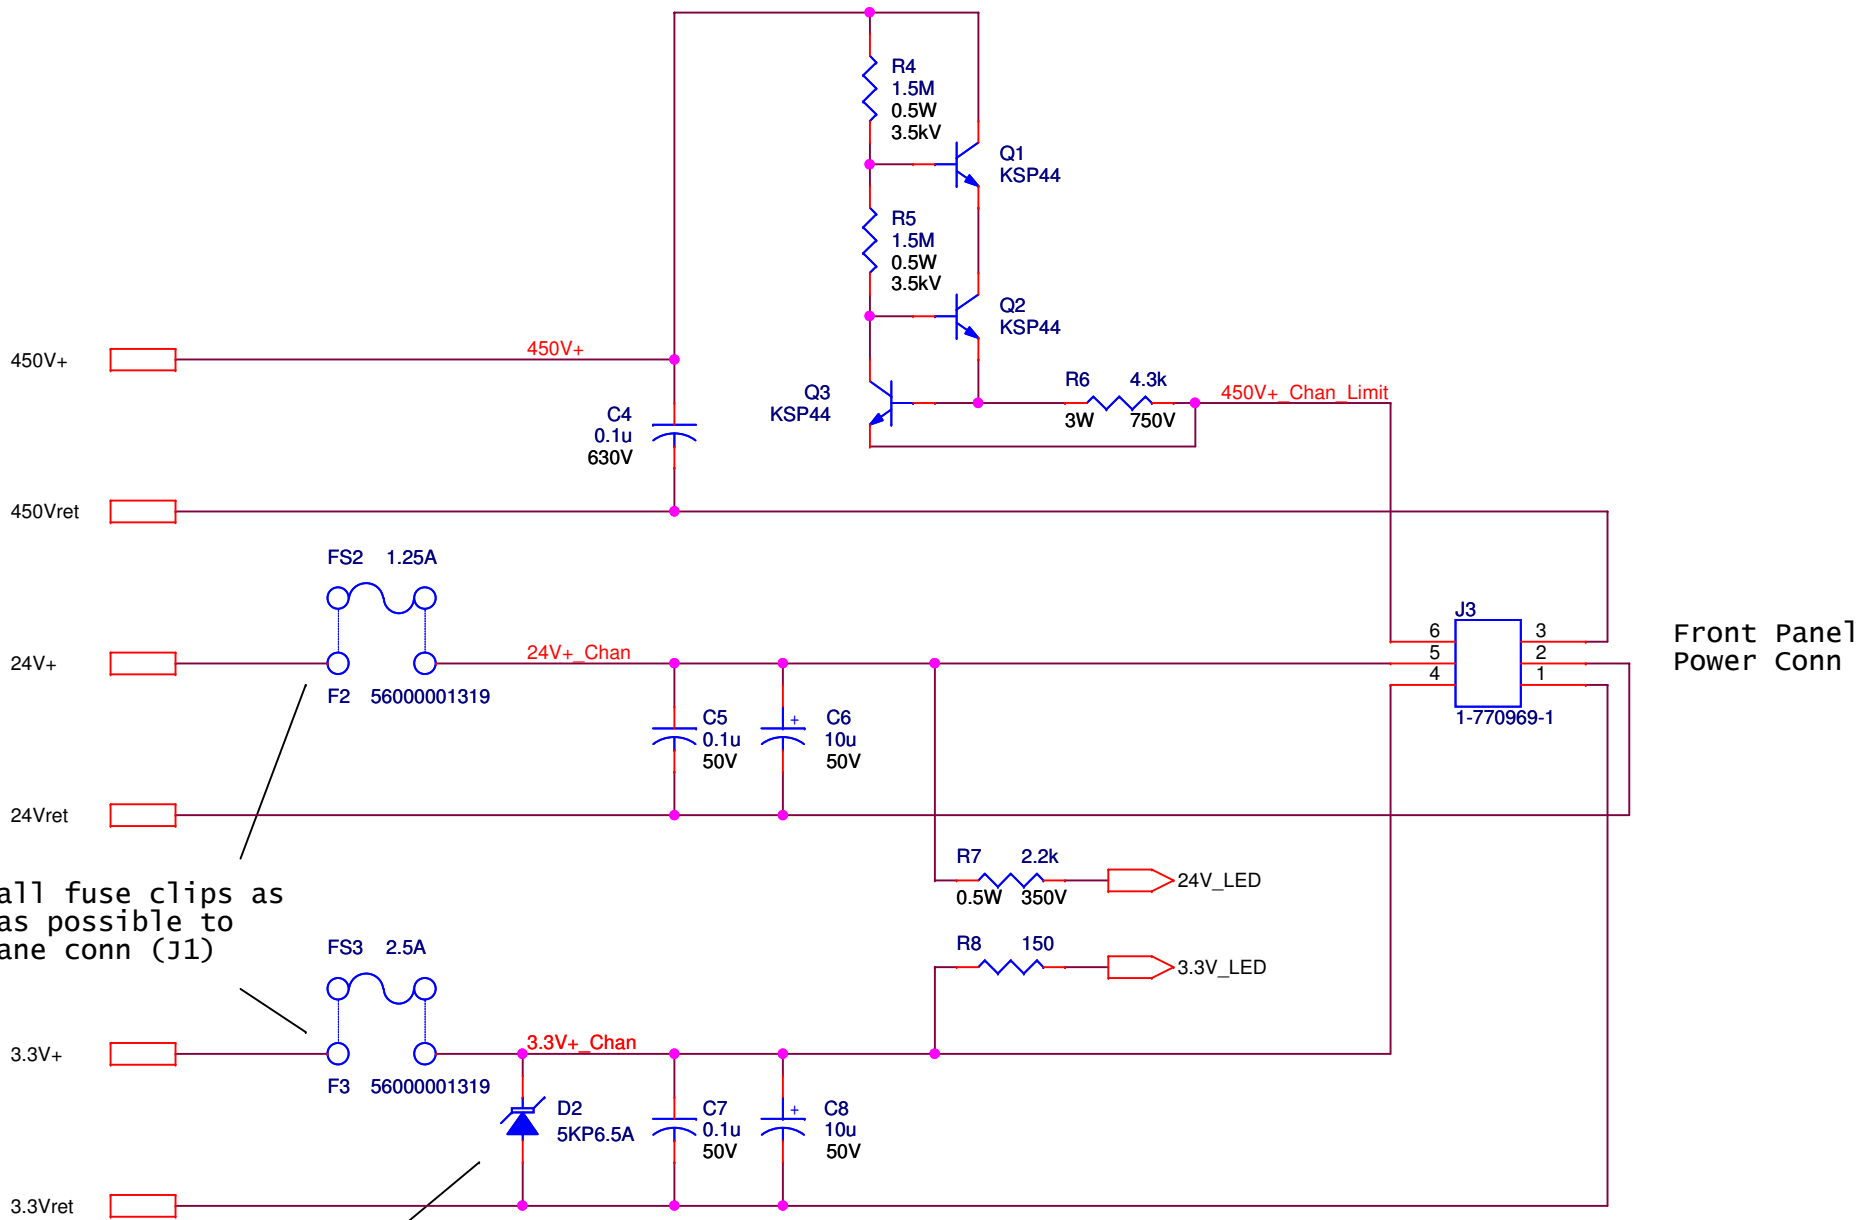 R4
1.5M
0.5W
3.5kV
Q1
KSP44
R5
1.5M
0.5W
3.5kV
Q2
KSP44
450V+
450V+
Q3
KSP44
R6 4.3k
3W 750V
450V+_Chan_Limit
C4
0.1u
630V
450Vret
FS2 1.25A
24V+
24V+_Chan
F2 56000001319
C5
0.1u
50V
+
C6
10u
50V
J3
6 3
5 2
4 1
1-770969-1
Front Panel
Power Conn
24Vret
R7 2.2k
0.5W 350V
24V_LED
all fuse clips as
as possible to
ane conn (J1)
R8 150
3.3V_LED
FS3 2.5A
3.3V+
3.3V+_Chan
F3 56000001319
D2
5KP6.5A
C7
0.1u
50V
+
C8
10u
50V
3.3Vret